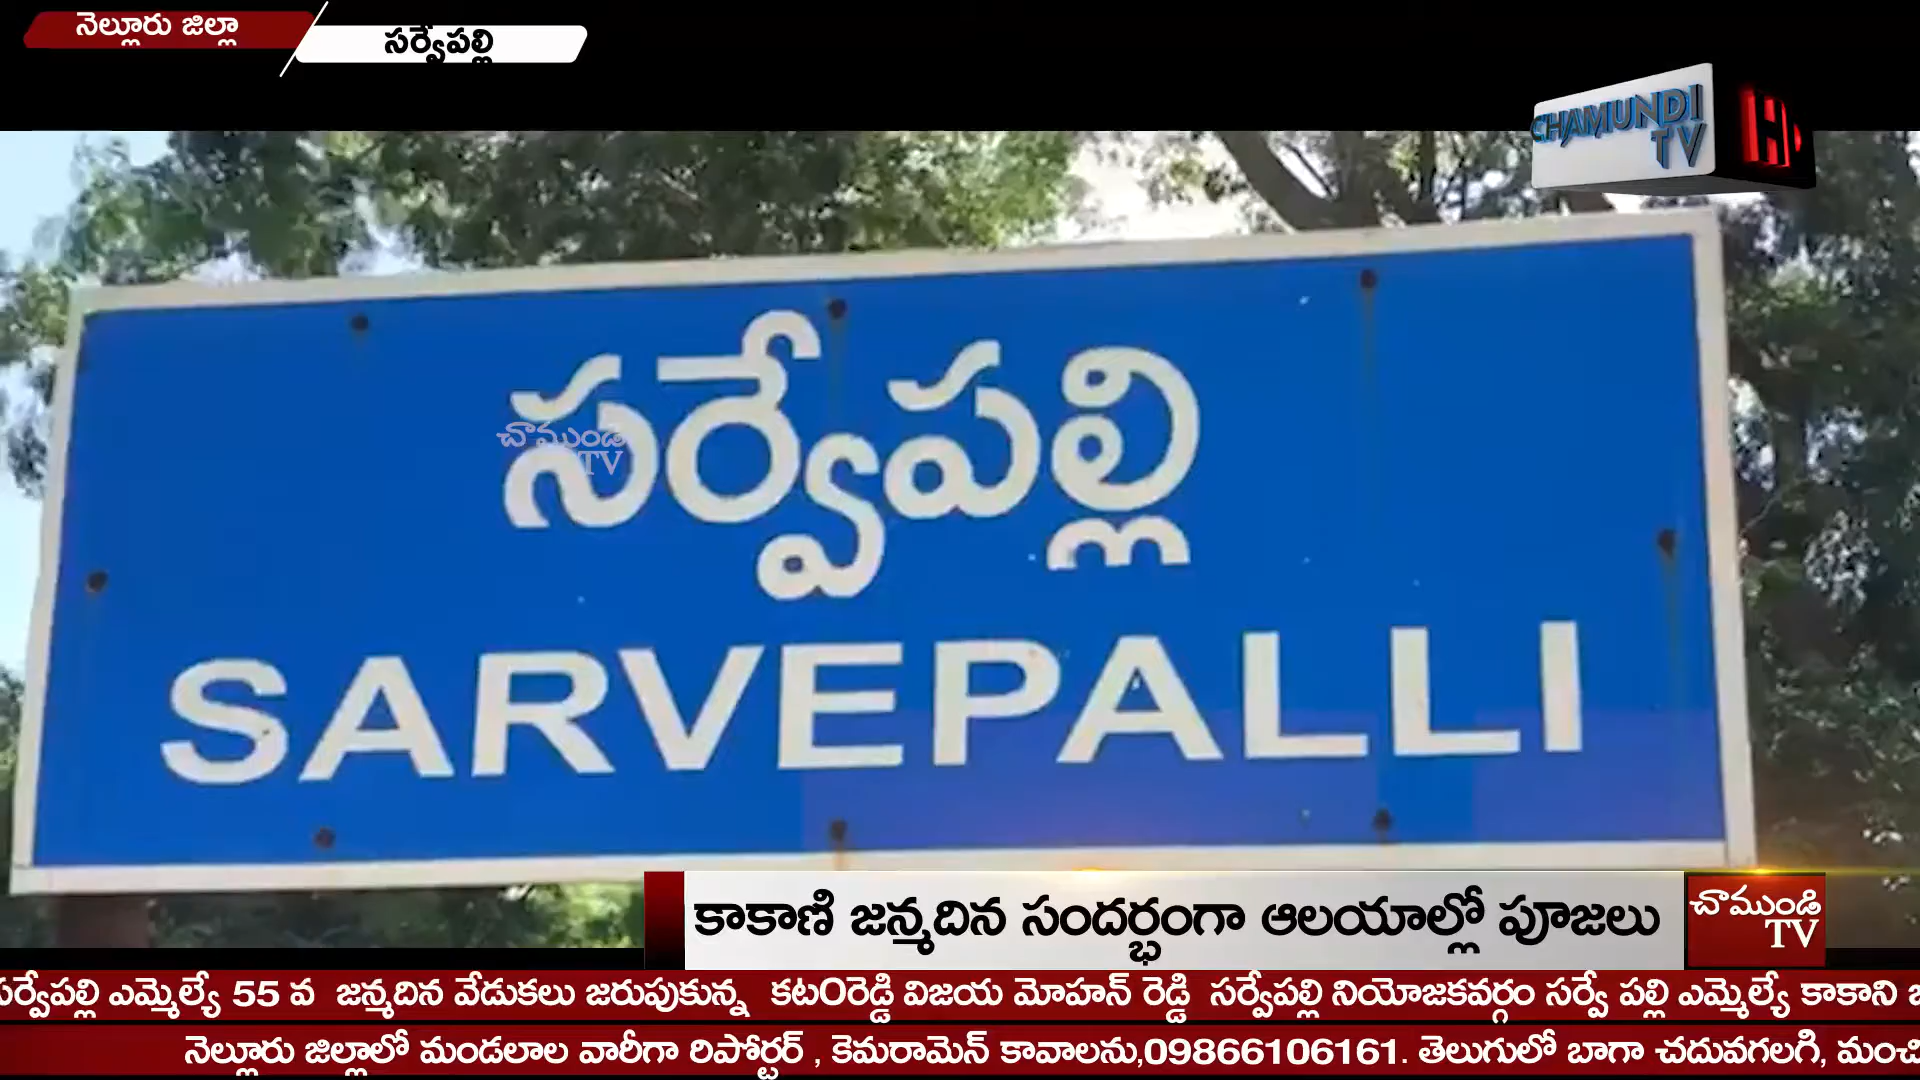 నెల్లూరు జిల్లా
సర్వేపల్లి
CHAMUNDI
TV
సర్వేపల్లి
చాముండి
TV
SARVEPALLI
కాకాణి జన్మదిన సందర్భంగా ఆలయాల్లో పూజలు
చాముండి
TV
సర్వేపల్లి ఎమ్మెల్యే 55 వ జన్మదిన వేడుకలు జరుపుకున్న కట౦రెడ్డి విజయ మోహన్ రెడ్డి సర్వేపల్లి నియోజకవర్గం సర్వే పల్లి ఎమ్మెల్యే కాకాని
నెల్లూరు జిల్లాలో మండలాల వారీగా రిపోర్టర్ , కెమరామెన్ కావాలను,09866106161. తెలుగులో బాగా చదువగలగి,